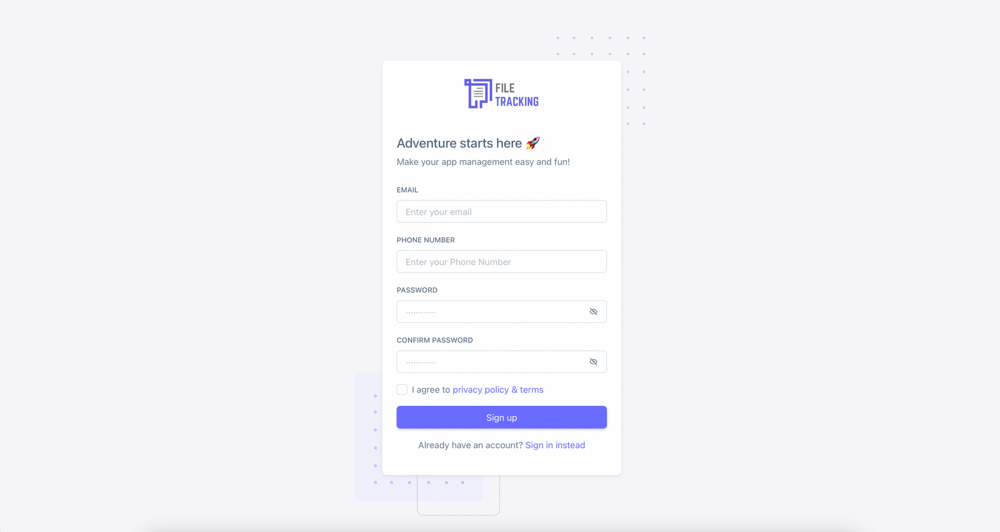 FILE
TRACKING
Adventure starts here 🚀
Make your app management easy and fun!
EMAIL
Enter your email
PHONE NUMBER
Enter your Phone Number
PASSWORD
············
CONFIRM PASSWORD
············
I agree to privacy policy & terms
Sign up
Already have an account? Sign in instead